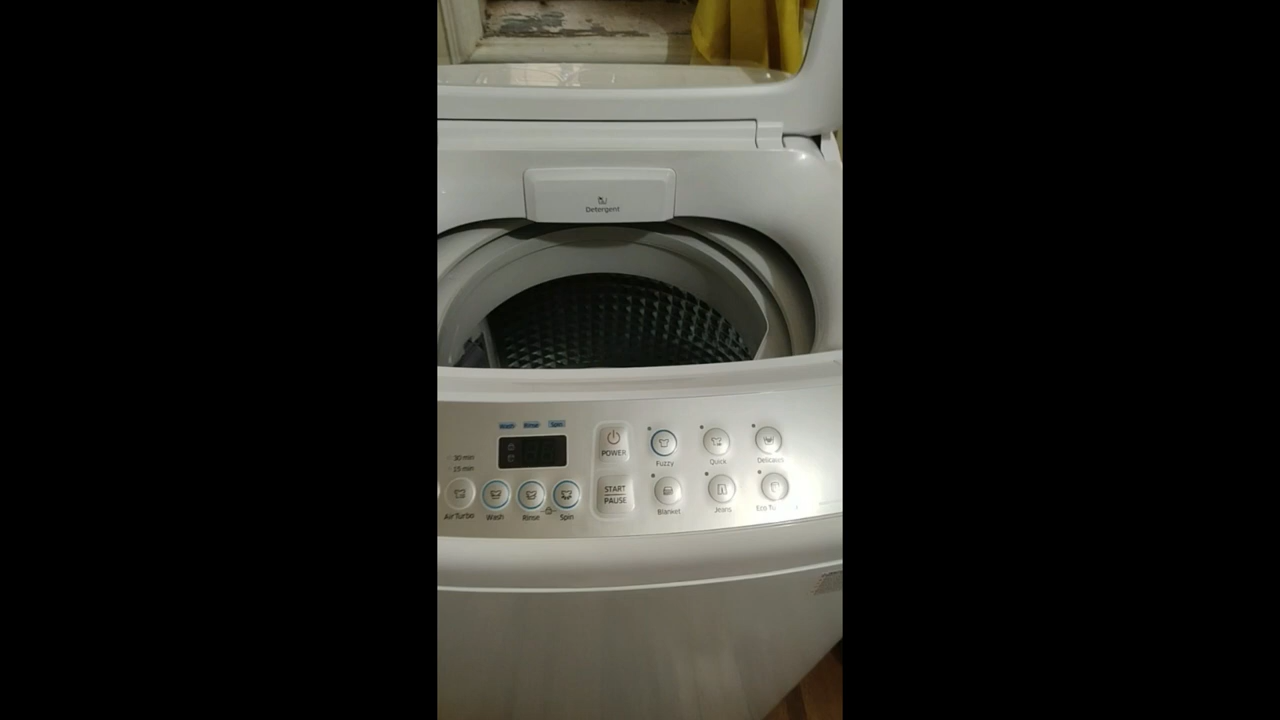 Detergent
Wash Rinse Spin
30 min
15 min
POWER
Fuzzy
Quick
Delicates
Air Turbo
Wash
Rinse
Spin
START
PAUSE
Blanket
Jeans
Eco